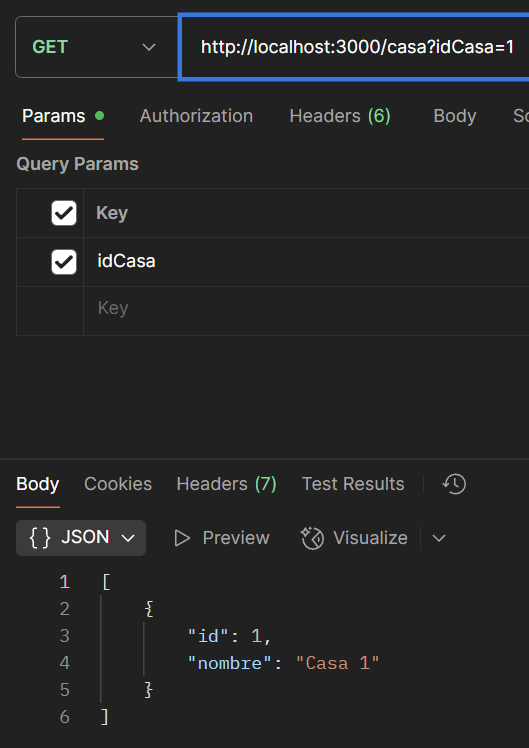 GET http://localhost:3000/casa?idCasa=1
Params Authorization Headers (6) Body
Query Params
Key
idCasa
Key
Body Cookies Headers (7) Test Results
{} JSON Preview Visualize
1 [
2 {
3 "id": 1,
4 "nombre": "Casa 1"
5 }
6 ]